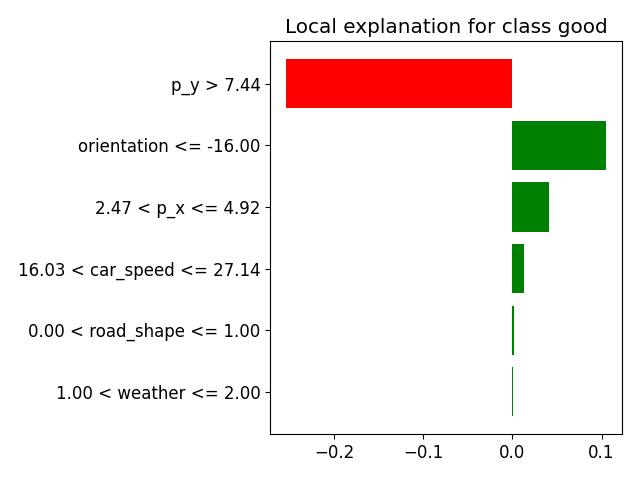 Local explanation for class good
p_y > 7.44
orientation <= -16.00
2.47 < p_x <= 4.92
16.03 < car_speed <= 27.14
0.00 < road_shape <= 1.00
1.00 < weather <= 2.00
−0.2 −0.1 0.0 0.1